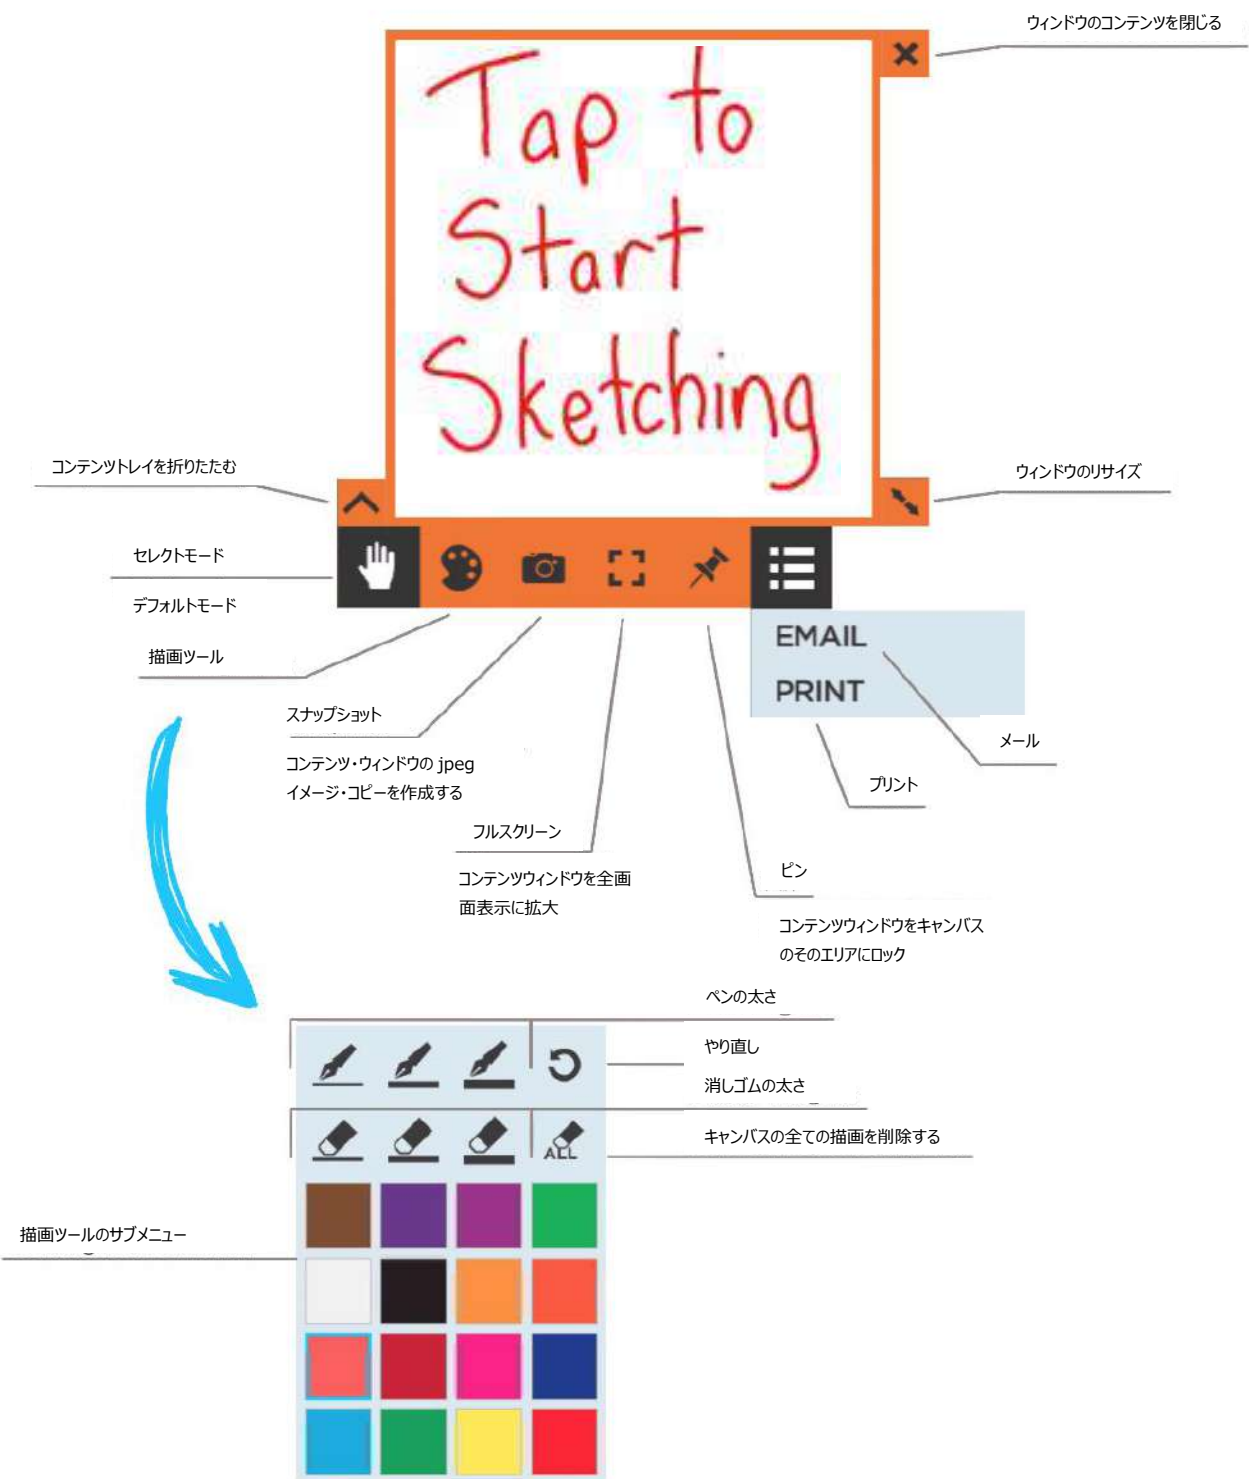 ウィンドウのコンテンツを閉じる
Tap to
Start
Sketching
コンテンツトレイを折りたたむ
ウィンドウのリサイズ
セレクトモード
デフォルトモード
描画ツール
EMAIL
PRINT
スナップショット
コンテンツ・ウィンドウの jpeg
イメージ・コピーを作成する
メール
プリント
フルスクリーン
コンテンツウィンドウを全画
面表示に拡大
ピン
コンテンツウィンドウをキャンバス
のそのエリアにロック
ペンの太さ
やり直し
消しゴムの太さ
ALL
キャンバスの全ての描画を削除する
描画ツールのサブメニュー